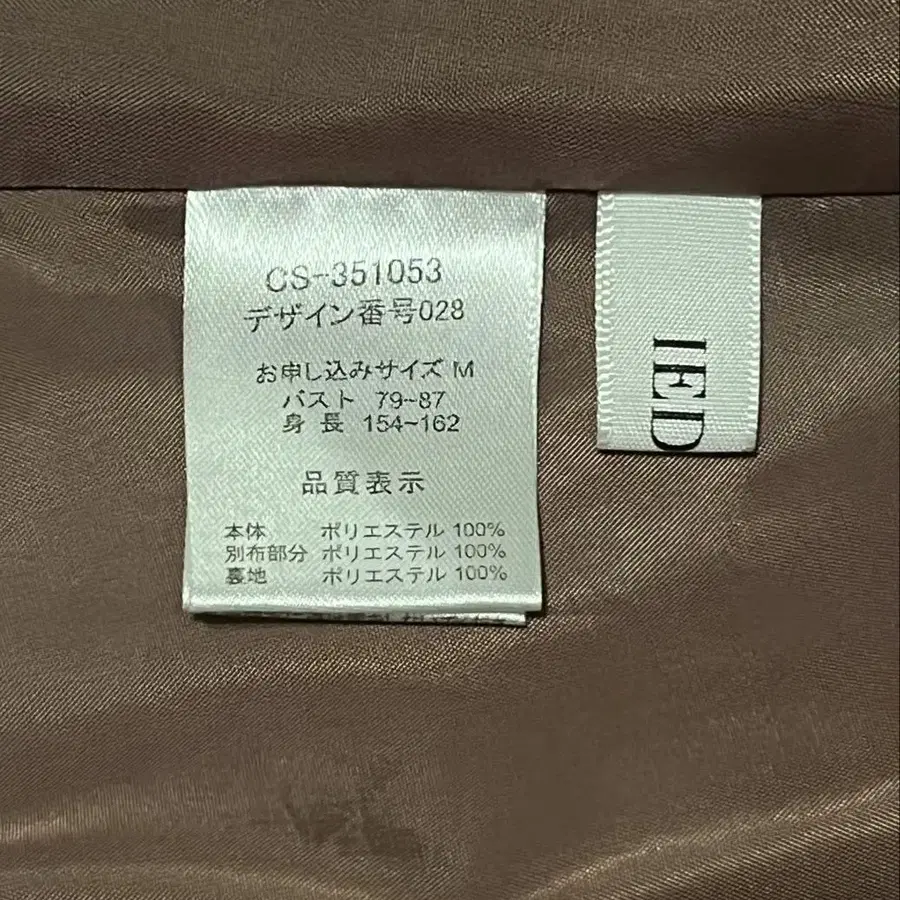 CS-351053
デザイン番号028
お申し込みサイズ M
バスト 79~87
身長 154~162
品質表示
本体 ポリエステル 100%
別布部分 ポリエステル 100%
裏地 ポリエステル 100%
IED